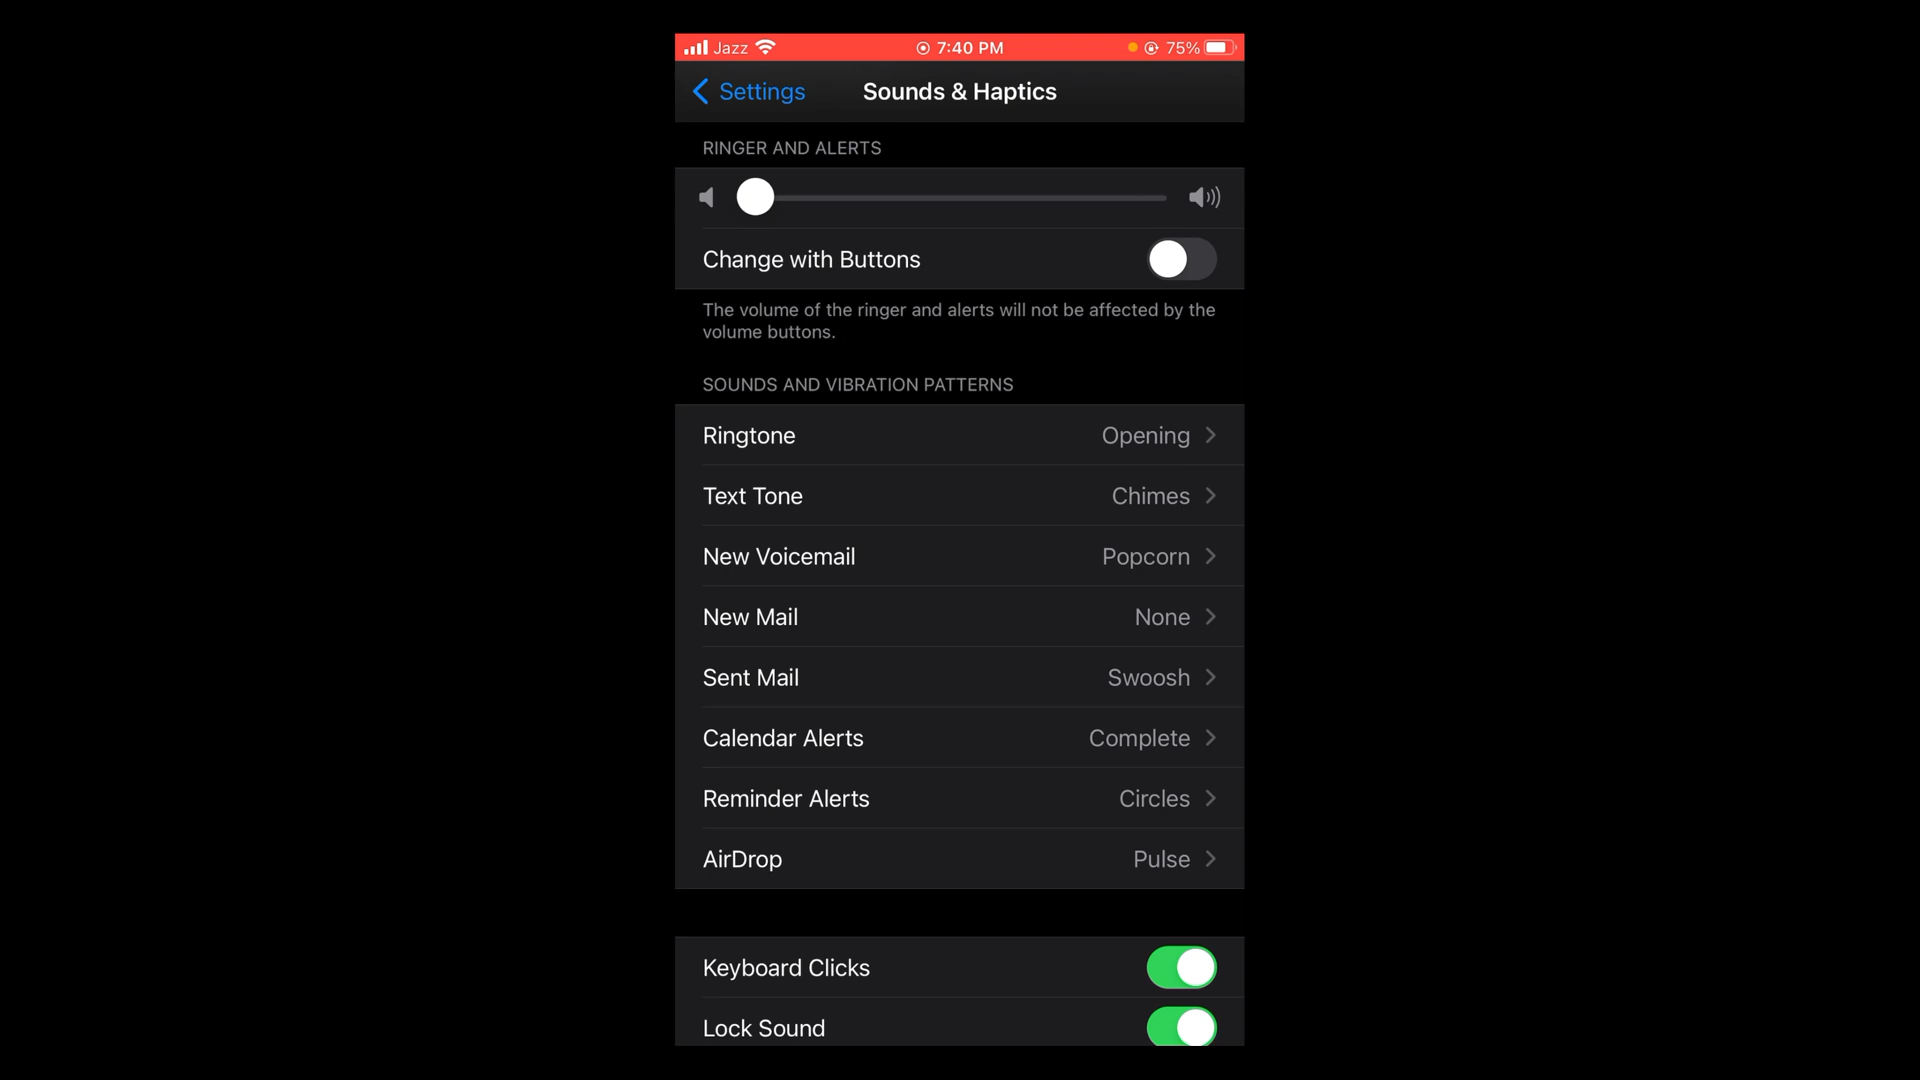 Jazz 7:40 PM 75%
Settings Sounds & Haptics
RINGER AND ALERTS
Change with Buttons
The volume of the ringer and alerts will not be affected by the
volume buttons.
SOUNDS AND VIBRATION PATTERNS
Ringtone Opening
Text Tone Chimes
New Voicemail Popcorn
New Mail None
Sent Mail Swoosh
Calendar Alerts Complete
Reminder Alerts Circles
AirDrop Pulse
Keyboard Clicks
Lock Sound